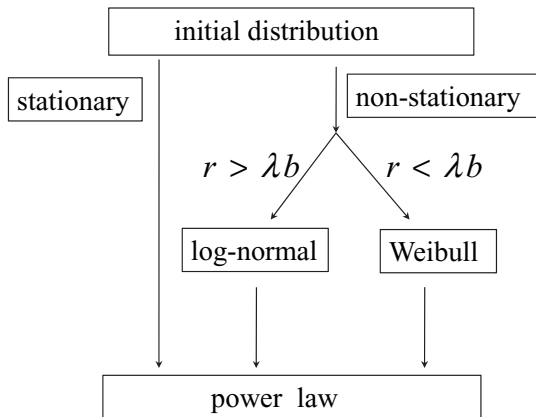 initial distribution
stationary
non-stationary
r > λb
r < λb
log-normal
Weibull
power law